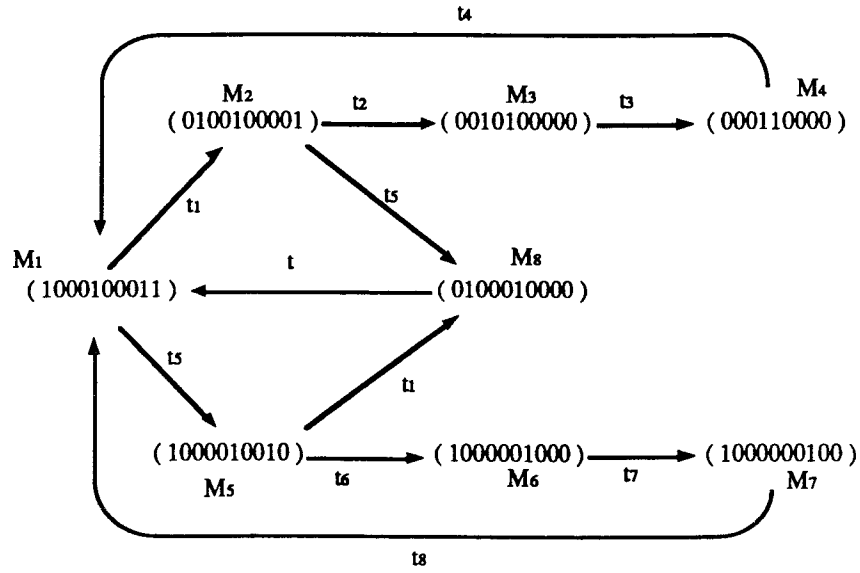 t4
M2
(0100100001)
t2
M3
(0010100000)
t3
M4
(000110000)
t1
t5
M1
(1000100011)
t
M8
(0100010000)
t5
t1
(1000010010)
M5
t6
(1000001000)
M6
t7
(1000000100)
M7
t8